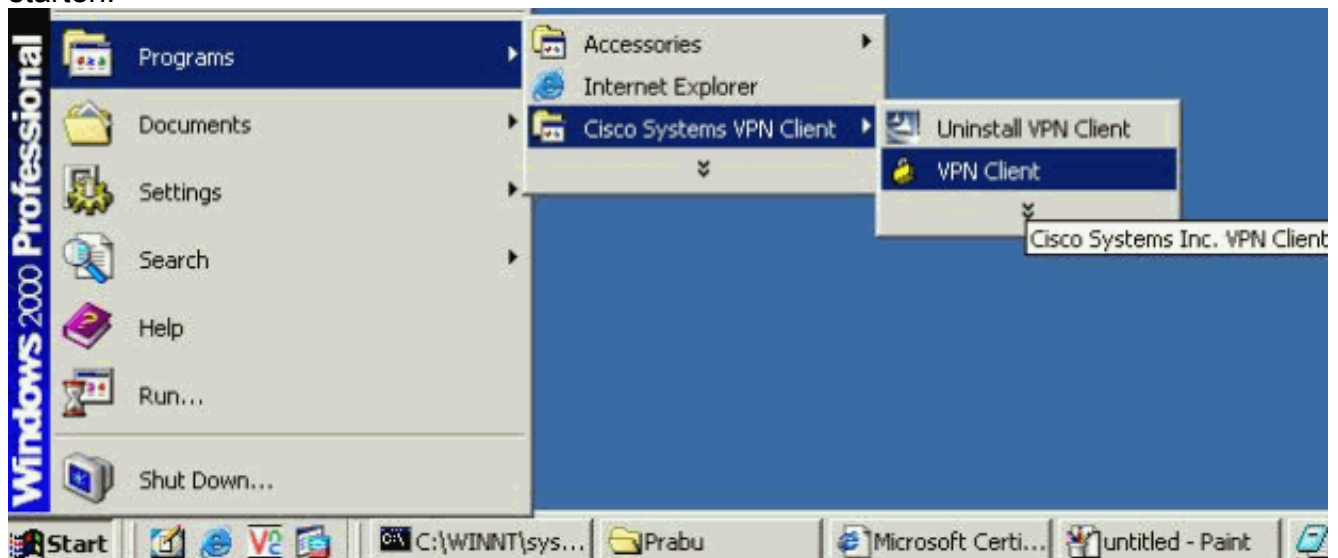 Windows 2000 Professional
Programs
Documents
Settings
Search
Help
Run...
Shut Down...
Accessories
Internet Explorer
Cisco Systems VPN Client
Uninstall VPN Client
VPN Client
Cisco Systems Inc. VPN Client
Start
C:\WINNT\sys...
Prabu
Microsoft Certi...
untitled - Paint